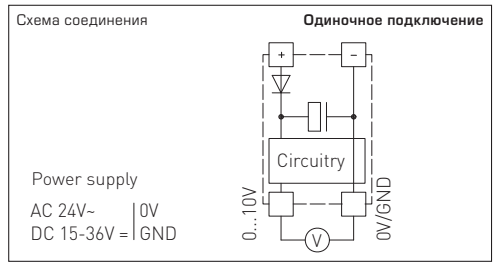 Схема соединения
Одиночное подключение
+ −
Circuitry
Power supply
AC 24V~ | 0V
DC 15-36V = | GND
0...10V
0V/GND
V